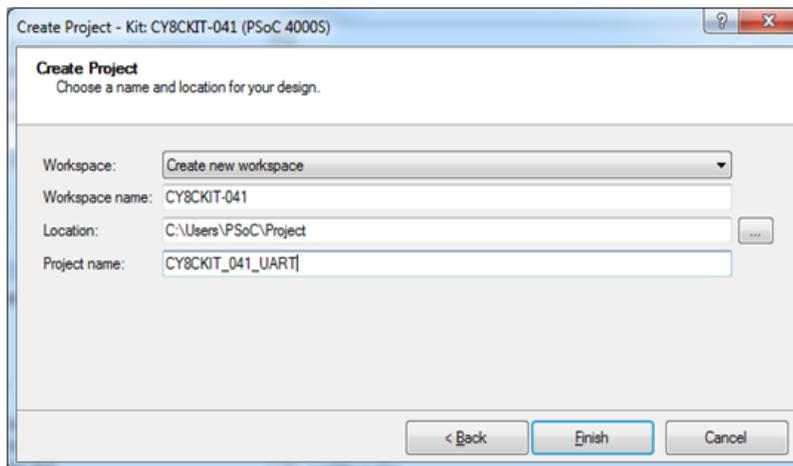 Create Project - Kit: CY8CKIT-041 (PSoC 4000S)
Create Project
Choose a name and location for your design.
Workspace: Create new workspace
Workspace name: CY8CKIT-041
Location: C:\Users\PSoC\Project ...
Project name: CY8CKIT_041_UART
< Back Finish Cancel